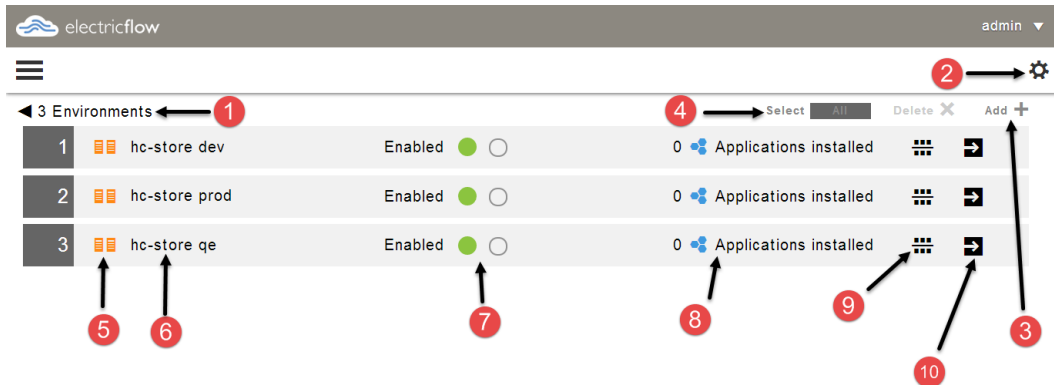 electricflow
admin
2
3 Environments 1
4 Select All Delete Add
1 hc-store dev Enabled 0 Applications installed
2 hc-store prod Enabled 0 Applications installed
3 hc-store qe Enabled 0 Applications installed
5 6 7 8 9 10 3